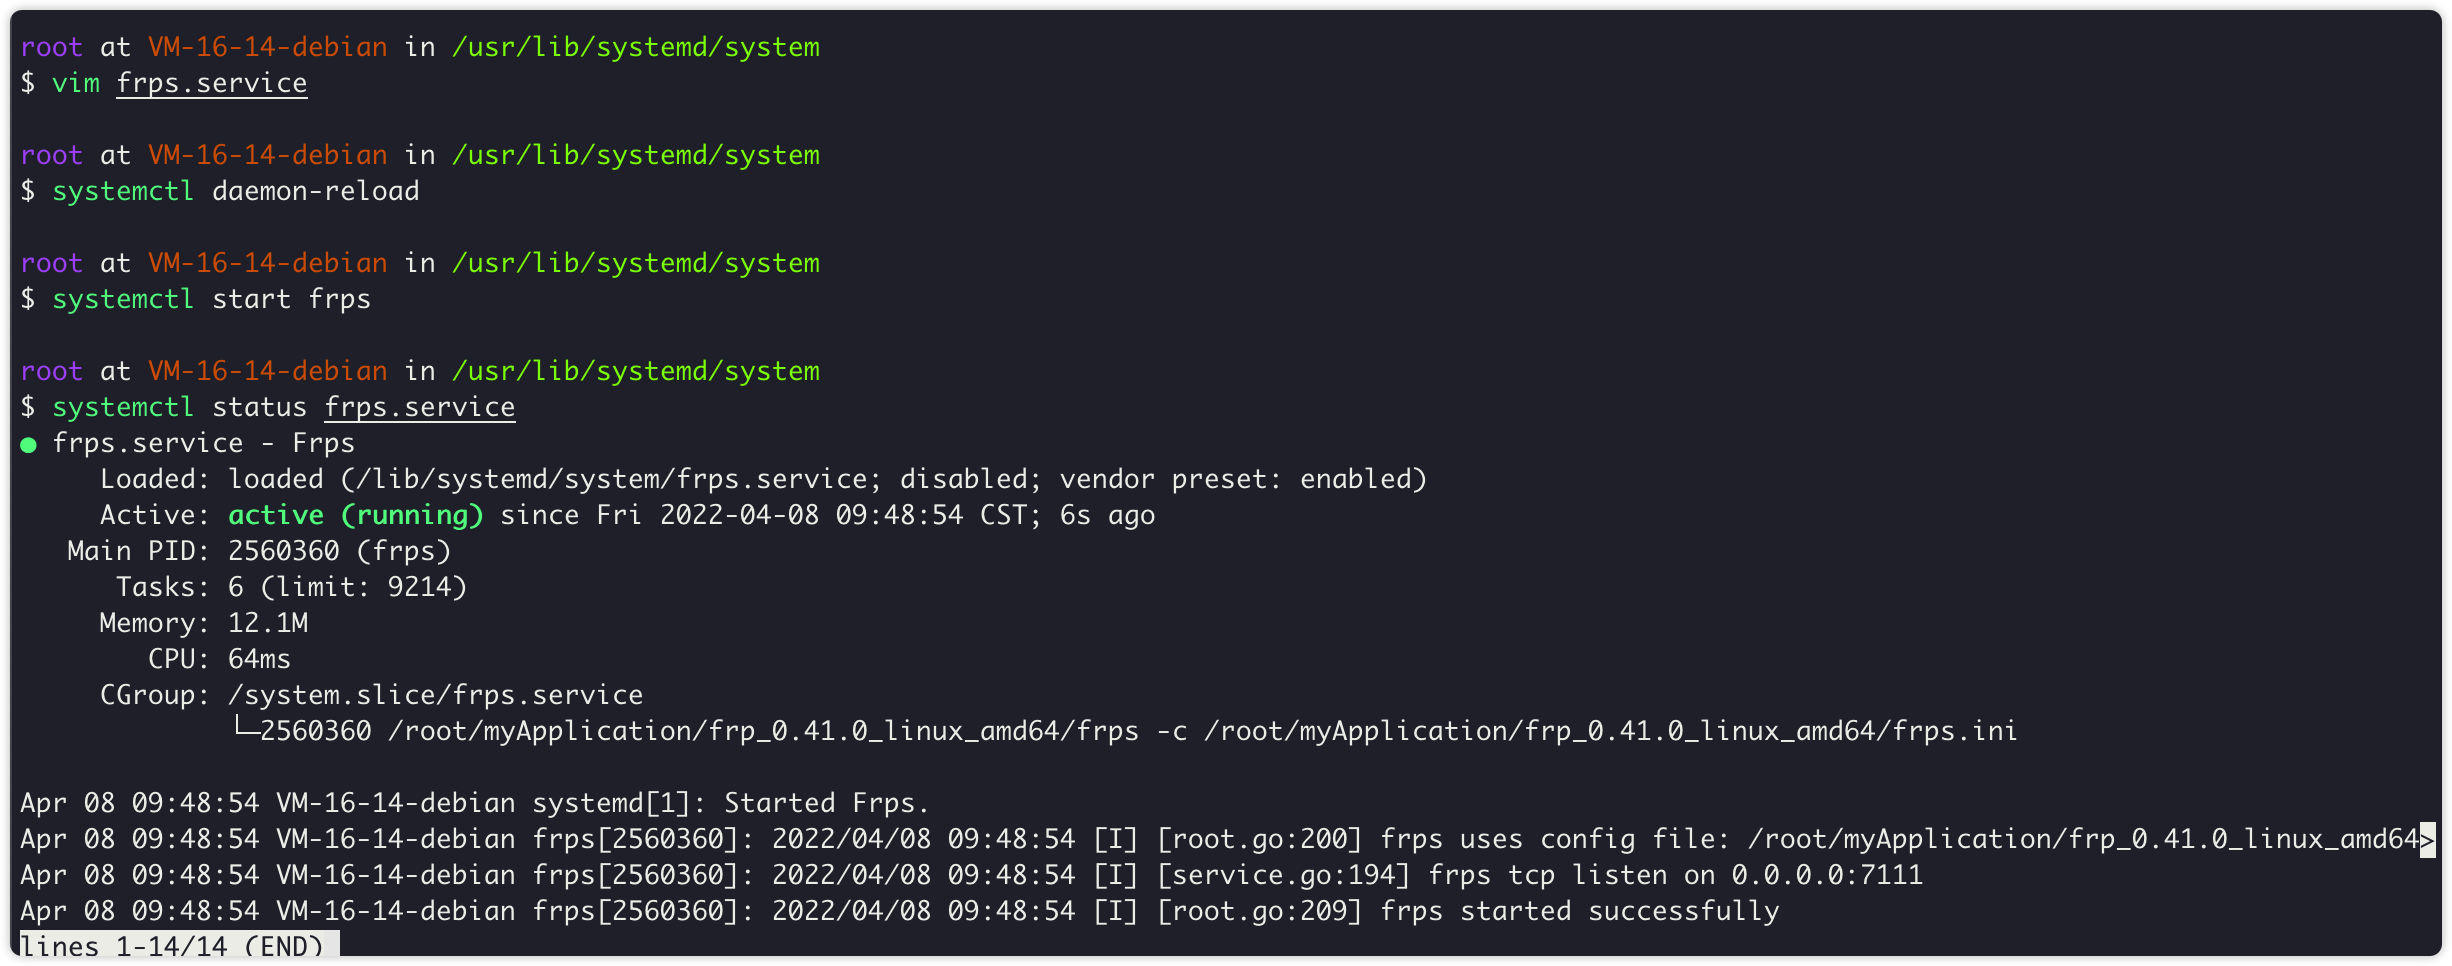 root at VM-16-14-debian in /usr/lib/systemd/system
$ vim frps.service
root at VM-16-14-debian in /usr/lib/systemd/system
$ systemctl daemon-reload
root at VM-16-14-debian in /usr/lib/systemd/system
$ systemctl start frps
root at VM-16-14-debian in /usr/lib/systemd/system
$ systemctl status frps.service
● frps.service - Frps
Loaded: loaded (/lib/systemd/system/frps.service; disabled; vendor preset: enabled)
Active: active (running) since Fri 2022-04-08 09:48:54 CST; 6s ago
Main PID: 2560360 (frps)
Tasks: 6 (limit: 9214)
Memory: 12.1M
CPU: 64ms
CGroup: /system.slice/frps.service
└─2560360 /root/myApplication/frp_0.41.0_linux_amd64/frps -c /root/myApplication/frp_0.41.0_linux_amd64/frps.ini
Apr 08 09:48:54 VM-16-14-debian systemd[1]: Started Frps.
Apr 08 09:48:54 VM-16-14-debian frps[2560360]: 2022/04/08 09:48:54 [I] [root.go:200] frps uses config file: /root/myApplication/frp_0.41.0_linux_amd64>
Apr 08 09:48:54 VM-16-14-debian frps[2560360]: 2022/04/08 09:48:54 [I] [service.go:194] frps tcp listen on 0.0.0.0:7111
Apr 08 09:48:54 VM-16-14-debian frps[2560360]: 2022/04/08 09:48:54 [I] [root.go:209] frps started successfully
lines 1-14/14 (END)